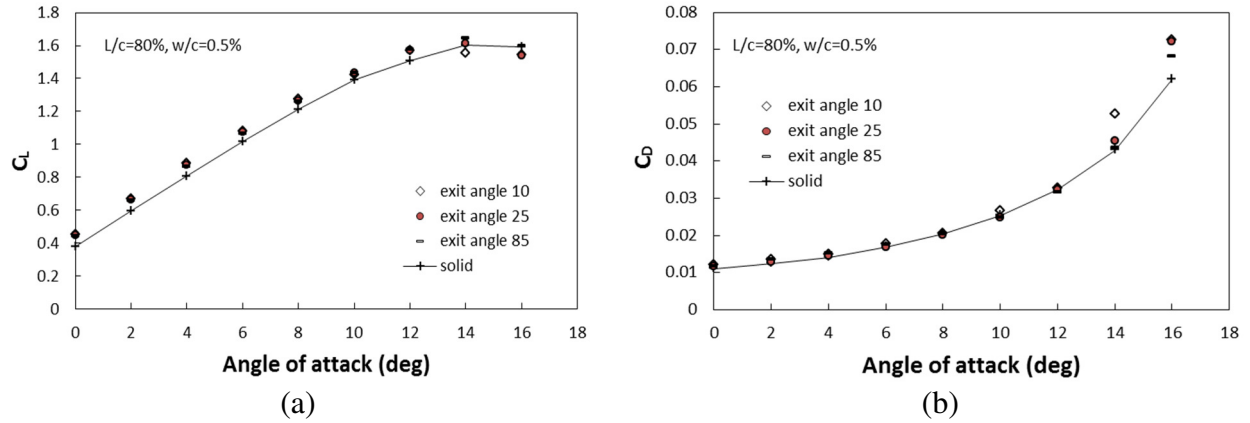 1.8
1.6
1.4
1.2
1
0.8
0.6
0.4
0.2
0
C_L
L/c=80%, w/c=0.5%
exit angle 10
exit angle 25
exit angle 85
solid
0 2 4 6 8 10 12 14 16 18
Angle of attack (deg)
(a)
0.08
0.07
0.06
0.05
0.04
0.03
0.02
0.01
0
C_D
L/c=80%, w/c=0.5%
exit angle 10
exit angle 25
exit angle 85
solid
0 2 4 6 8 10 12 14 16 18
Angle of attack (deg)
(b)